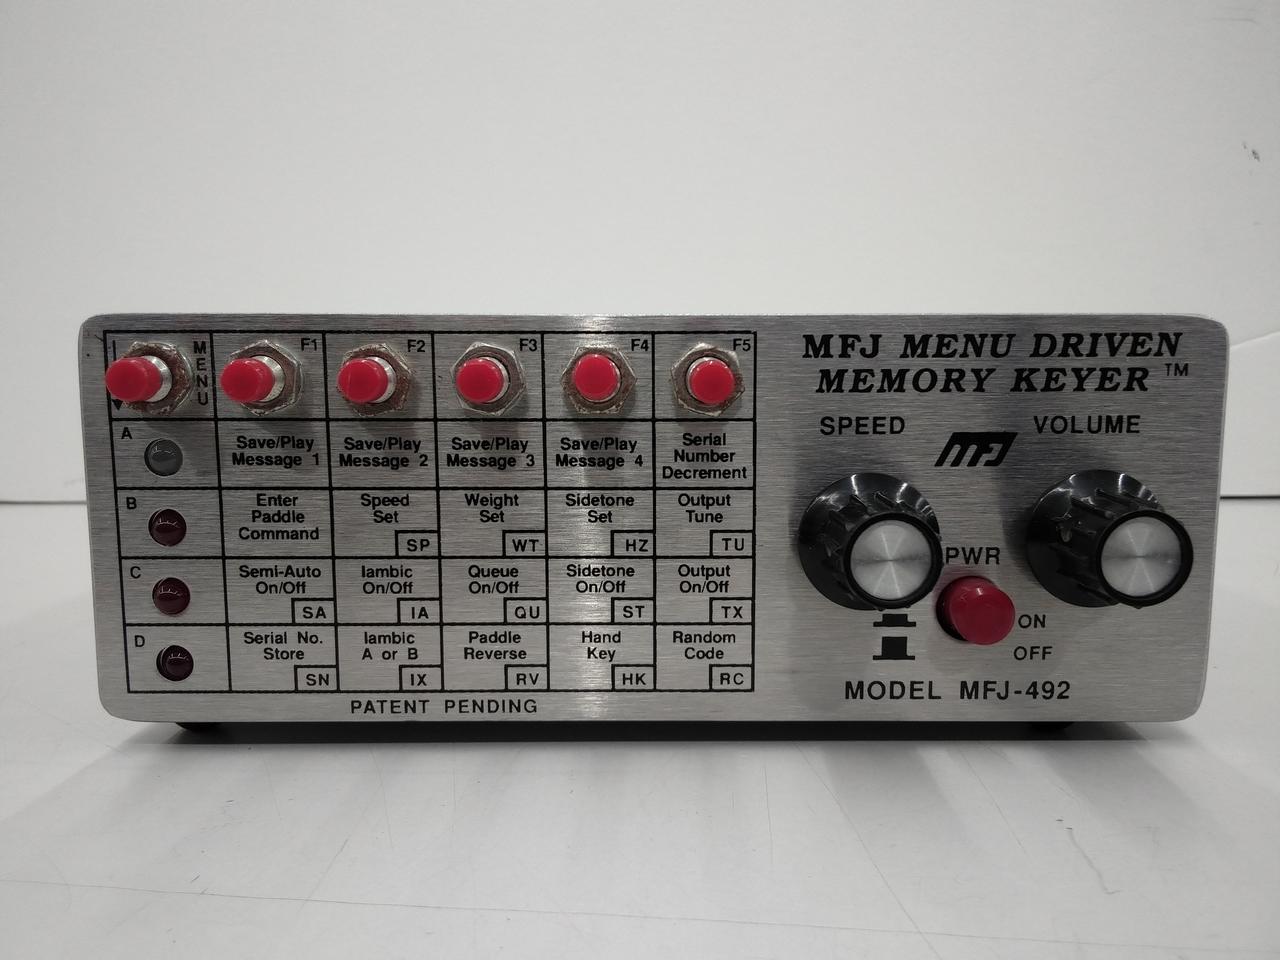 MENU
F1
F2
F3
F4
F5
MFJ MENU DRIVEN
MEMORY KEYER ™
SPEED
VOLUME
MFJ
A
Save/Play
Message 1
Save/Play
Message 2
Save/Play
Message 3
Save/Play
Message 4
Serial
Number
Decrement
B
Enter
Paddle
Command
Speed
Set
SP
Weight
Set
WT
Sidetone
Set
HZ
Output
Tune
TU
C
Semi-Auto
On/Off
SA
Iambic
On/Off
IA
Queue
On/Off
QU
Sidetone
On/Off
ST
Output
On/Off
TX
D
Serial No.
Store
SN
Iambic
A or B
IX
Paddle
Reverse
RV
Hand
Key
HK
Random
Code
RC
PWR
ON
OFF
PATENT PENDING
MODEL MFJ-492